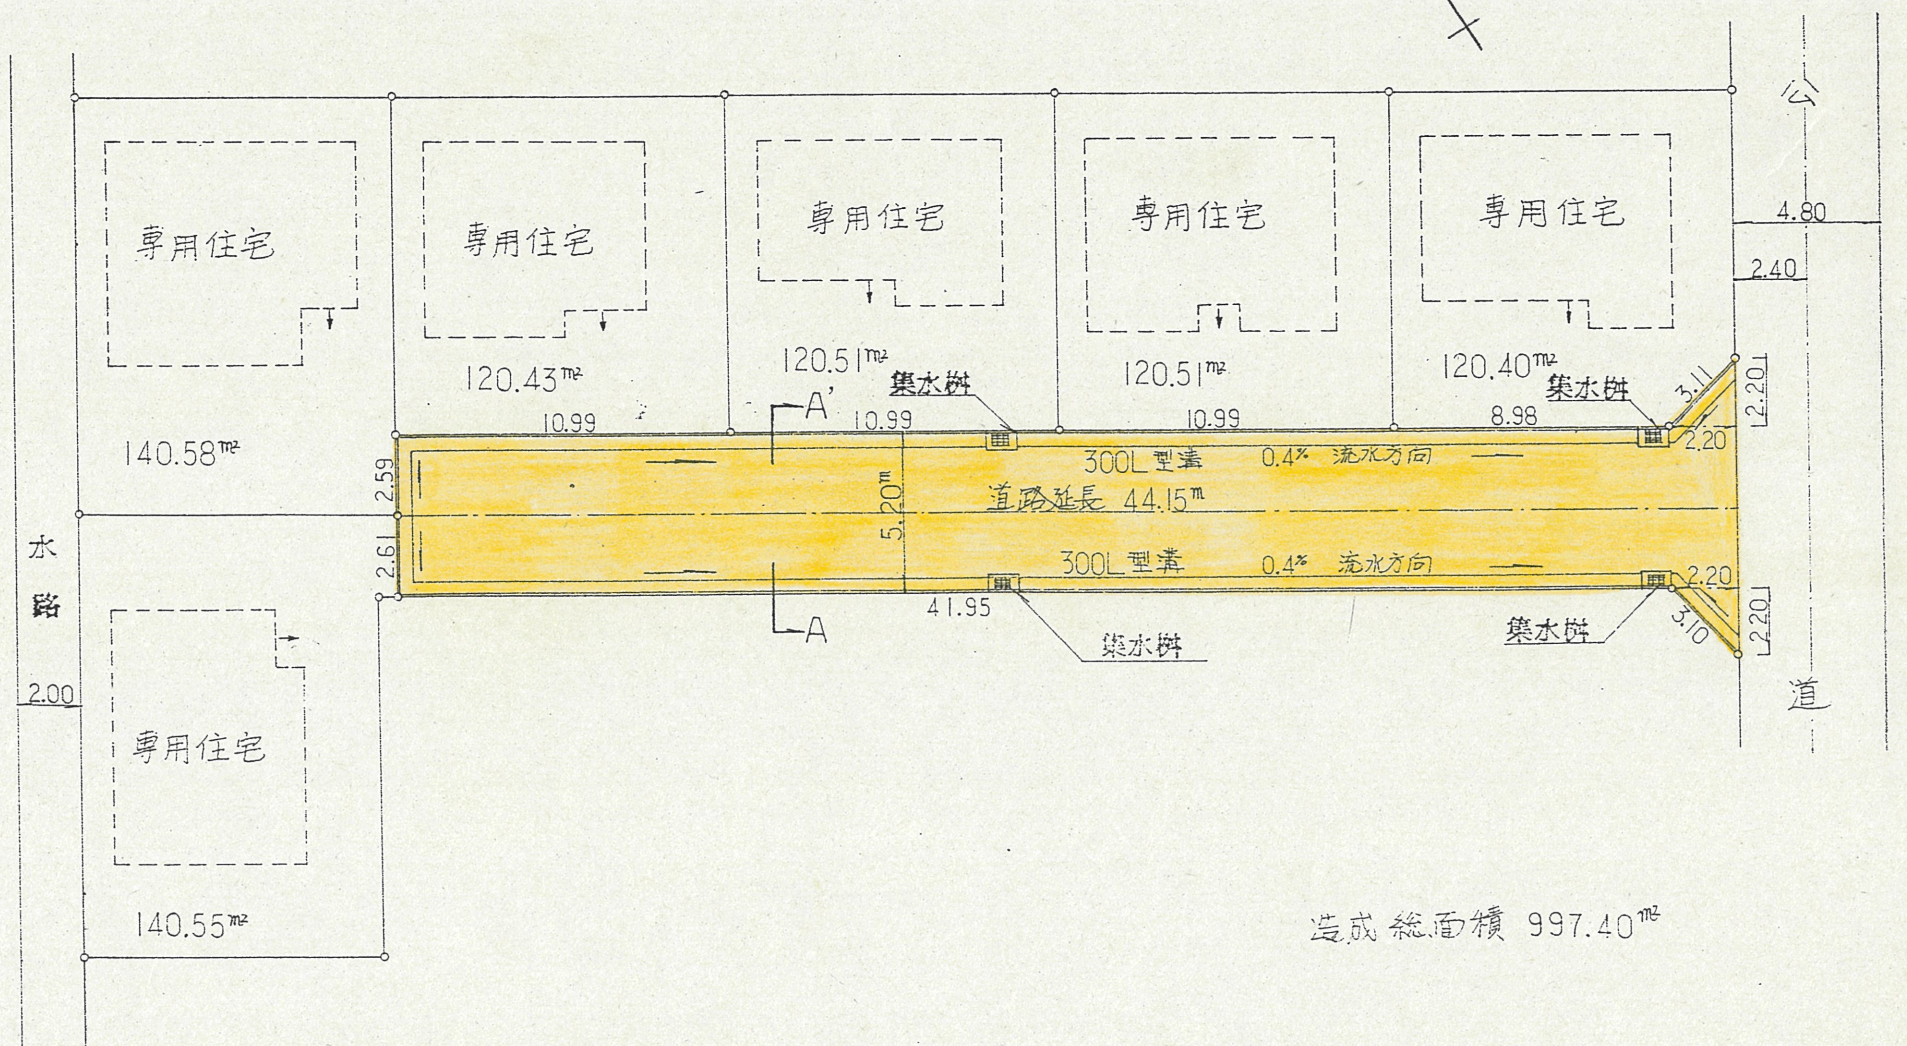 公
4.80
2.40
専用住宅
専用住宅
専用住宅
専用住宅
専用住宅
140.58㎡
120.43㎡
120.51㎡
120.51㎡
120.40㎡
集水桝
集水桝
A'
10.99
10.99
10.99
8.98
3.11
2.20
2.20
2.59
300L型溝 0.4% 流水方向
道路延長 44.15m
5.20m
2.61
300L型溝 0.4% 流水方向
2.20
2.20
3.10
41.95
A
集水桝
集水桝
水路
2.00
道
専用住宅
140.55㎡
造成総面積 997.40㎡